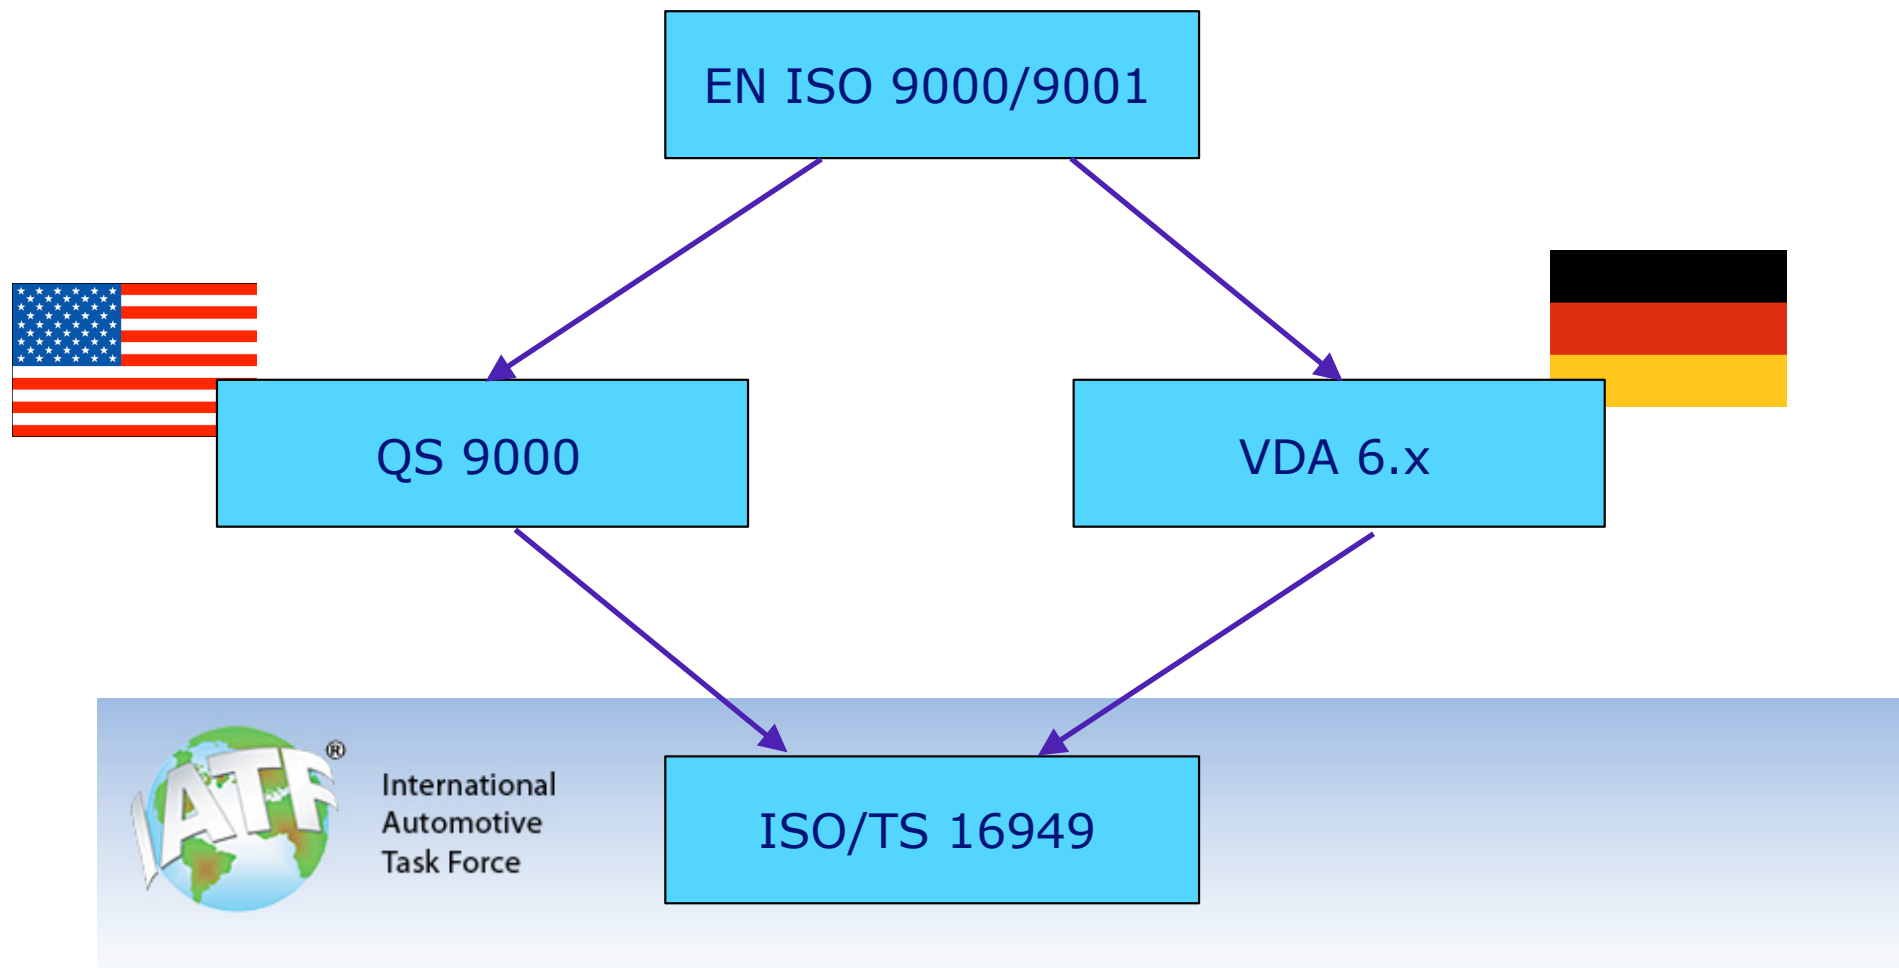 EN ISO 9000/9001
QS 9000
VDA 6.x
IATF®
International
Automotive
Task Force
ISO/TS 16949